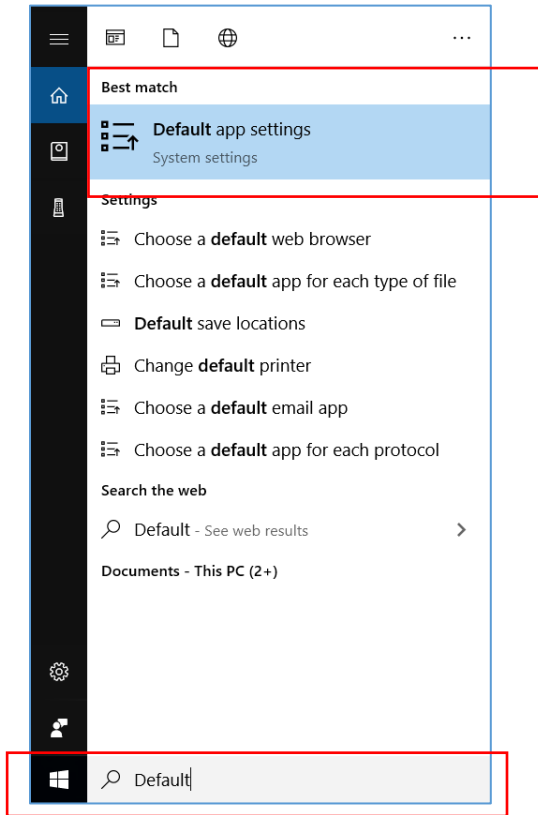 ...
Best match
Default app settings
System settings
Settings
Choose a default web browser
Choose a default app for each type of file
Default save locations
Change default printer
Choose a default email app
Choose a default app for each protocol
Search the web
Default - See web results
Documents - This PC (2+)
Default